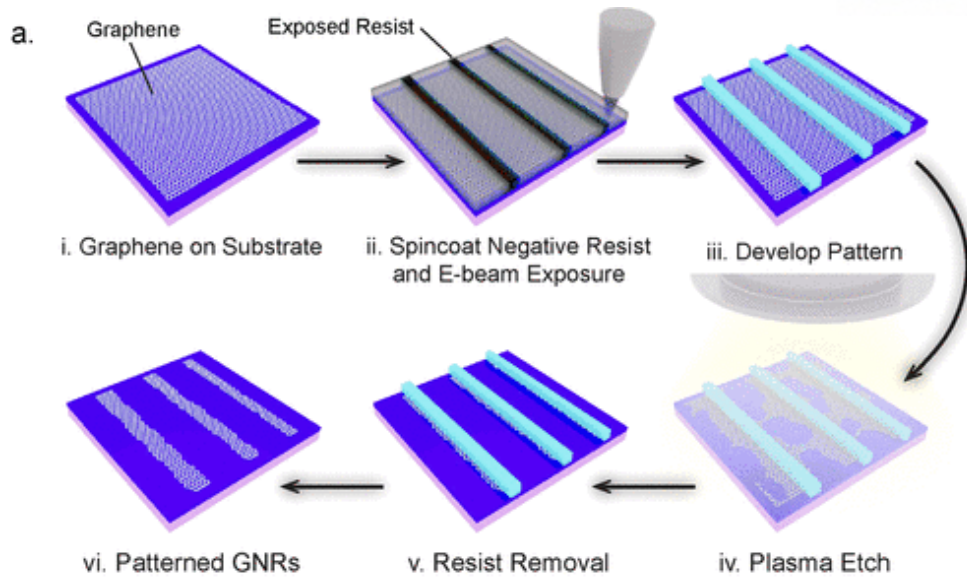 a.
Graphene
Exposed Resist
i. Graphene on Substrate
ii. Spincoat Negative Resist
and E-beam Exposure
iii. Develop Pattern
vi. Patterned GNRs
v. Resist Removal
iv. Plasma Etch